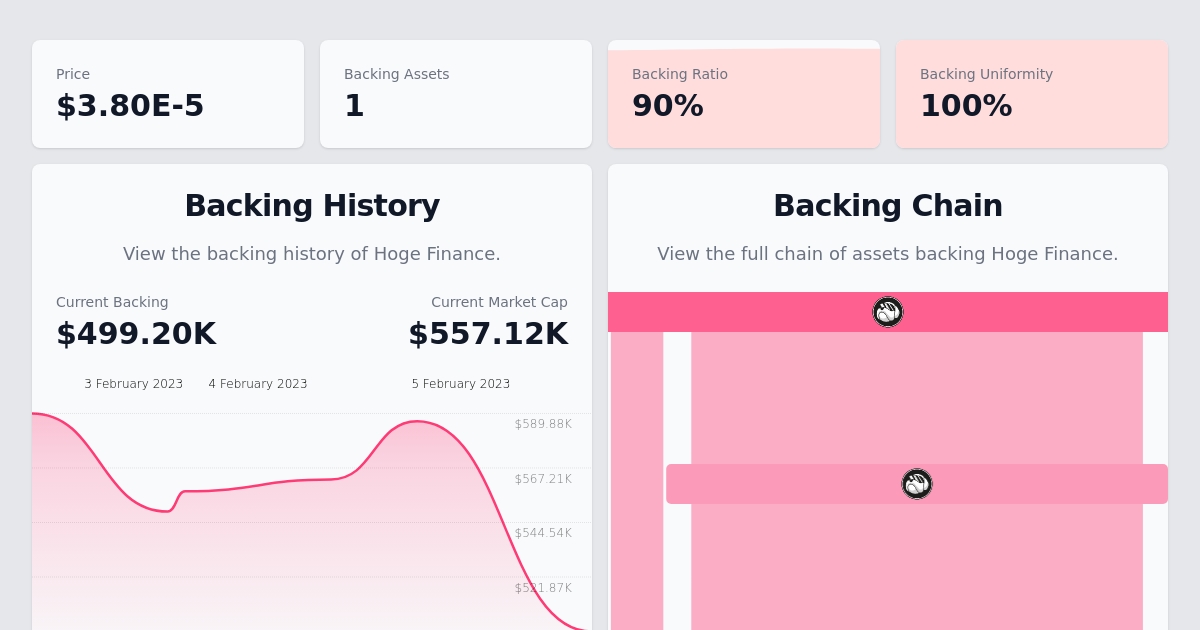 Price
$3.80E-5
Backing Assets
1
Backing Ratio
90%
Backing Uniformity
100%
Backing History
View the backing history of Hoge Finance.
Current Backing
$499.20K
Current Market Cap
$557.12K
3 February 2023
4 February 2023
5 February 2023
$589.88K
$567.21K
$544.54K
$521.87K
Backing Chain
View the full chain of assets backing Hoge Finance.